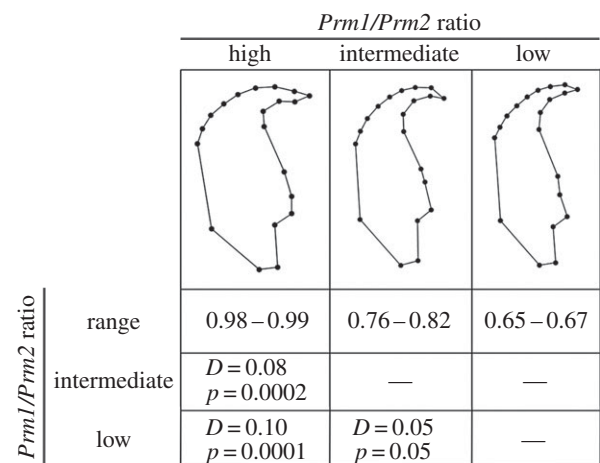 Prm1/Prm2 ratio
high intermediate low
Prm1/Prm2 ratio
range 0.98–0.99 0.76–0.82 0.65–0.67
intermediate D = 0.08 — —
p = 0.0002
low D = 0.10 D = 0.05 —
p = 0.0001 p = 0.05